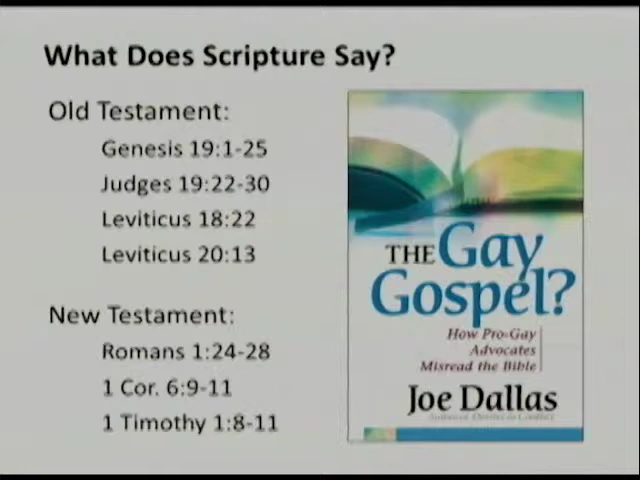 What Does Scripture Say?
Old Testament:
Genesis 19:1-25
Judges 19:22-30
Leviticus 18:22
Leviticus 20:13
New Testament:
Romans 1:24-28
1 Cor. 6:9-11
1 Timothy 1:8-11
THE Gay
Gospel?
How Pro-Gay
Advocates
Misread the Bible
Joe Dallas